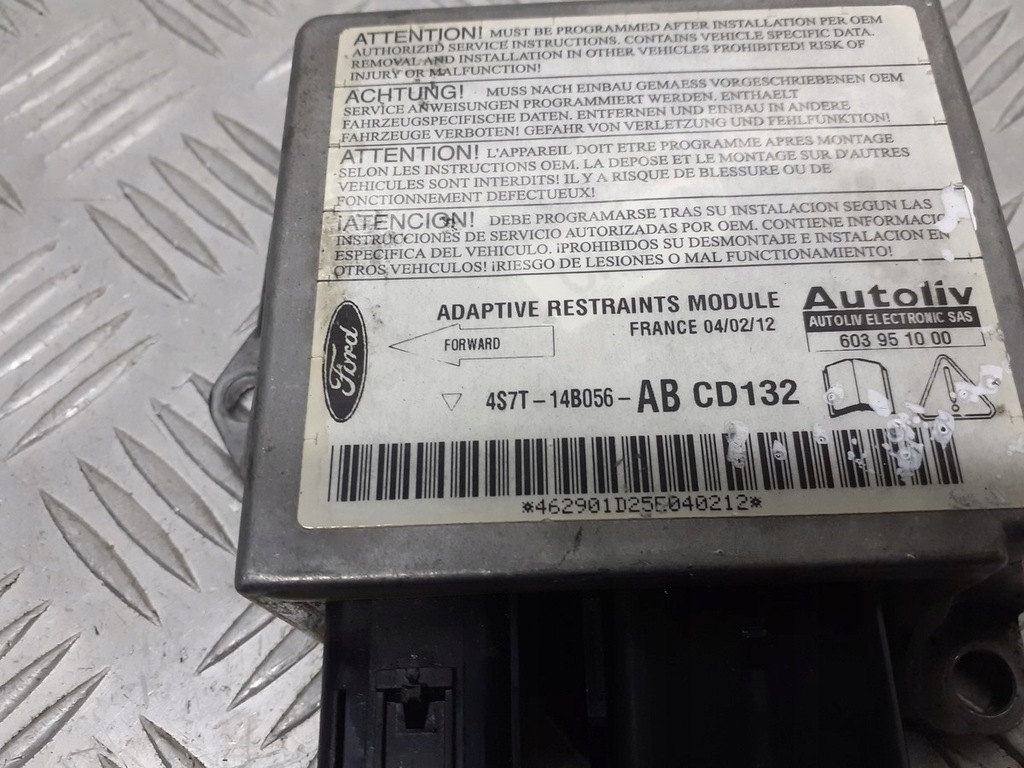 ATTENTION! MUST BE PROGRAMMED AFTER INSTALLATION PER OEM
AUTHORIZED SERVICE INSTRUCTIONS. CONTAINS VEHICLE SPECIFIC DATA.
REMOVAL AND INSTALLATION IN OTHER VEHICLES PROHIBITED! RISK OF
INJURY OR MALFUNCTION!
ACHTUNG! MUSS NACH EINBAU GEMAESS VORGESCHRIEBENEN OEM
SERVICE ANWEISUNGEN PROGRAMMIERT WERDEN. ENTHAELT
FAHRZEUGSPECIFISCHE DATEN. ENTFERNEN UND EINBAU IN ANDERE
FAHRZEUGE VERBOTEN! GEFAHR VON VERLETZUNG UND FEHLFUNKTION!
ATTENTION! L'APPAREIL DOIT ETRE PROGRAMME APRES MONTAGE
SELON LES INSTRUCTIONS OEM. LA DEPOSE ET LE MONTAGE SUR D'AUTRES
VEHICULES SONT INTERDITS! IL Y A RISQUE DE BLESSURE OU DE
FONCTIONNEMENT DEFECTUEUX!
¡ATENCION! DEBE PROGRAMARSE TRAS SU INSTALACION SEGUN LAS
INSTRUCCIONES DE SERVICIO AUTORIZADAS POR OEM. CONTIENE INFORMACIO
ESPECIFICA DEL VEHICULO. ¡PROHIBIDOS SU DESMONTAJE E INSTALACION EN
OTROS VEHICULOS! ¡RIESGO DE LESIONES O MAL FUNCIONAMIENTO!
Ford
ADAPTIVE RESTRAINTS MODULE
FRANCE 04/02/12
FORWARD
Autoliv
AUTOLIV ELECTRONIC SAS
603 95 10 00
4S7T-14B056-AB CD132
*462901D25E040212*